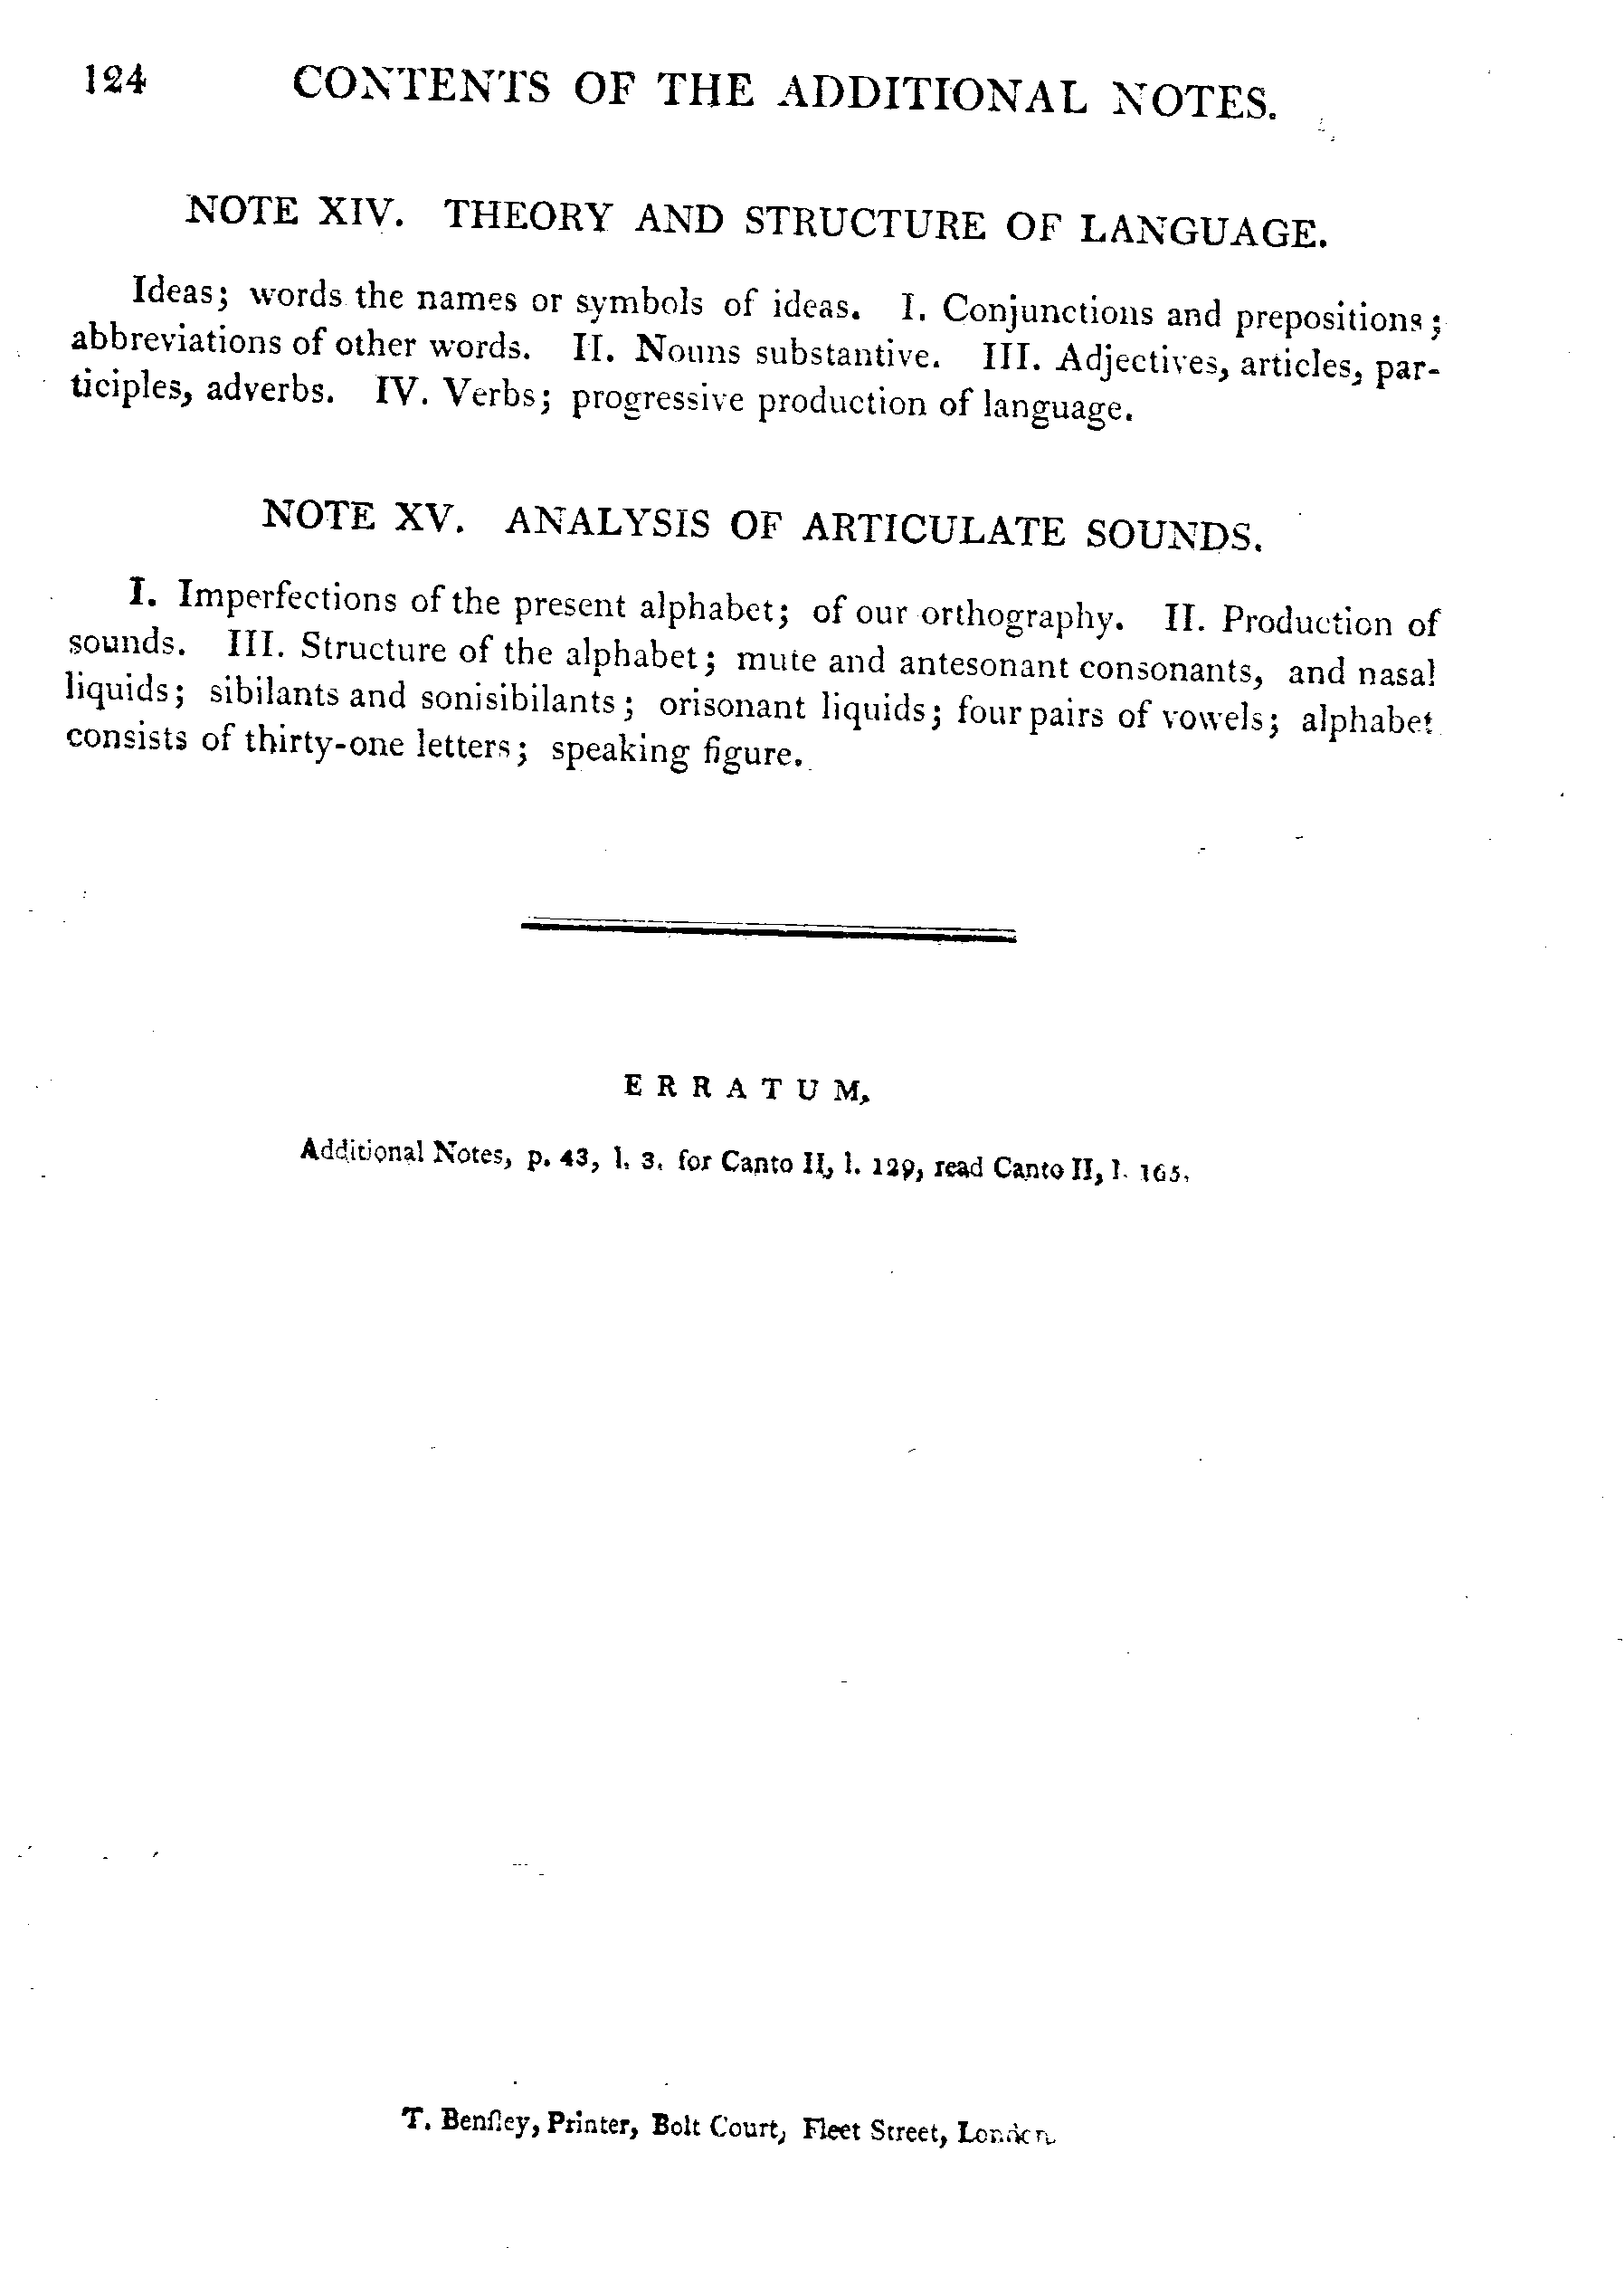 124 CONTENTS OF THE ADDITIONAL NOTES.
NOTE XIV. THEORY AND STRUCTURE OF LANGUAGE.
Ideas; words the names or symbols of ideas. I. Conjunctions and prepositions;
abbreviations of other words. II. Nouns substantive. III. Adjectives, articles, par-
ticiples, adverbs. IV. Verbs; progressive production of language.
NOTE XV. ANALYSIS OF ARTICULATE SOUNDS.
I. Imperfections of the present alphabet; of our orthography. II. Production of
sounds. III. Structure of the alphabet; mute and antesonant consonants, and nasal
liquids; sibilants and sonisibilants; orisonant liquids; four pairs of vowels; alphabet
consists of thirty-one letters; speaking figure.
ERRATUM,
Additional Notes, p. 43, l. 3. for Canto II, l. 129, read Canto II, l. 165.
T. Bensley, Printer, Bolt Court, Fleet Street, London.